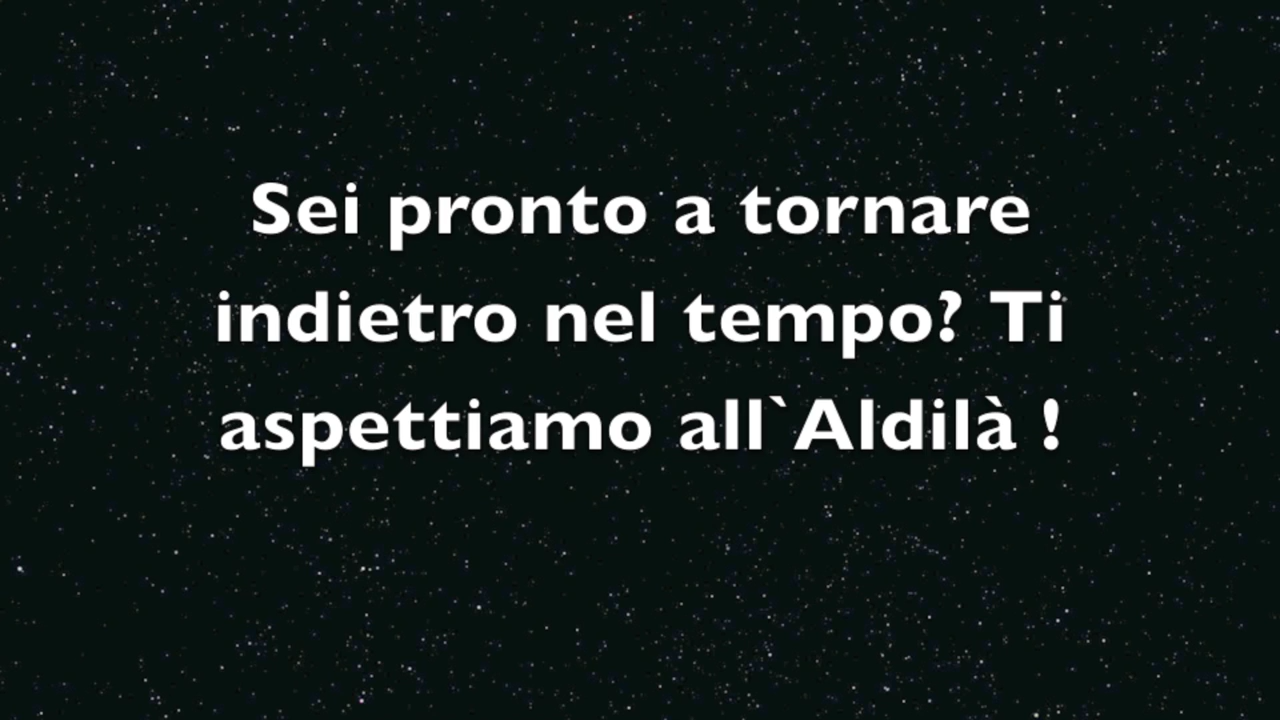 Sei pronto a tornare
indietro nel tempo? Ti
aspettiamo all`Aldilà !